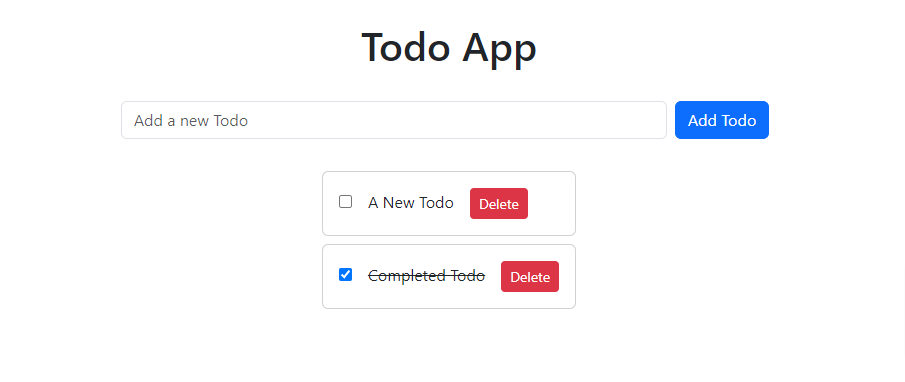 Todo App
Add a new Todo Add Todo
A New Todo Delete
Completed Todo Delete